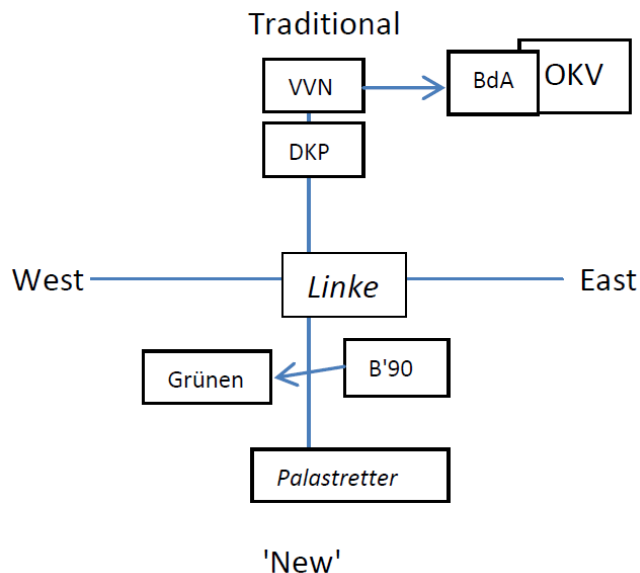 Traditional
VVN
BdA
OKV
DKP
West
Linke
East
Grünen
B'90
Palastretter
'New'